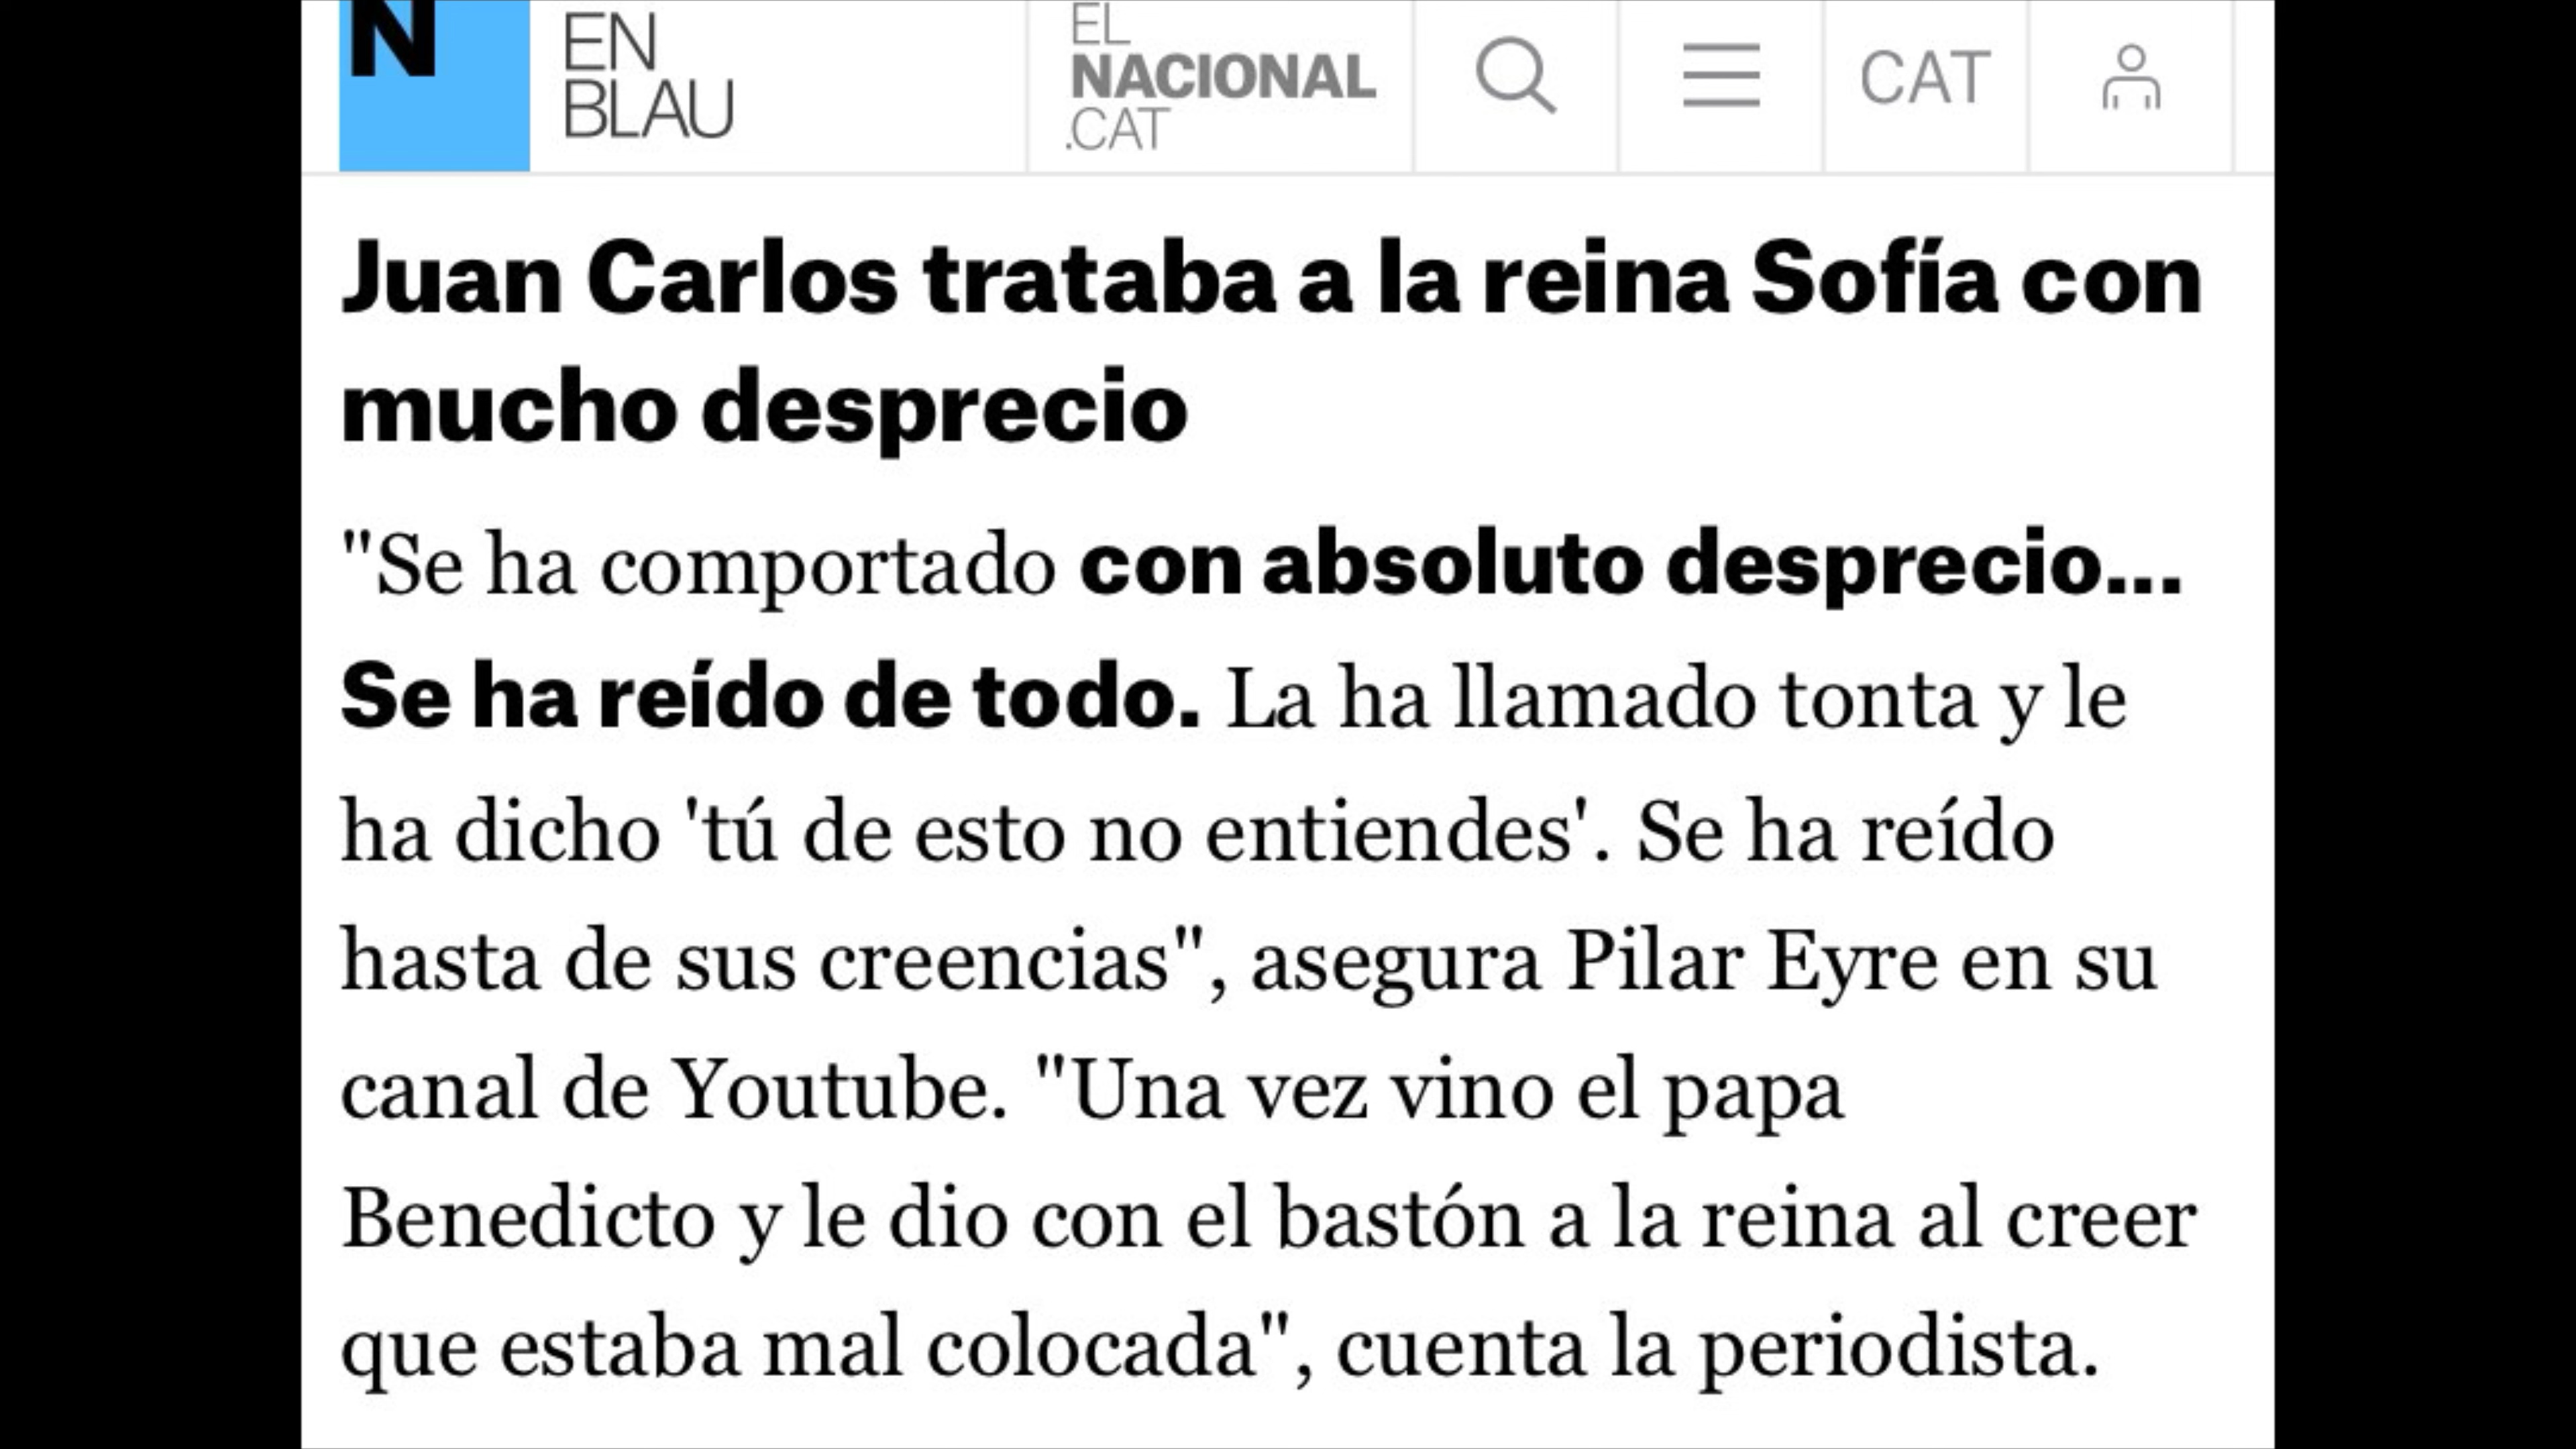 N
EN
BLAU
EL
NACIONAL
.CAT
CAT
Juan Carlos trataba a la reina Sofía con
mucho desprecio
"Se ha comportado con absoluto desprecio...
Se ha reído de todo. La ha llamado tonta y le
ha dicho 'tú de esto no entiendes'. Se ha reído
hasta de sus creencias", asegura Pilar Eyre en su
canal de Youtube. "Una vez vino el papa
Benedicto y le dio con el bastón a la reina al creer
que estaba mal colocada", cuenta la periodista.